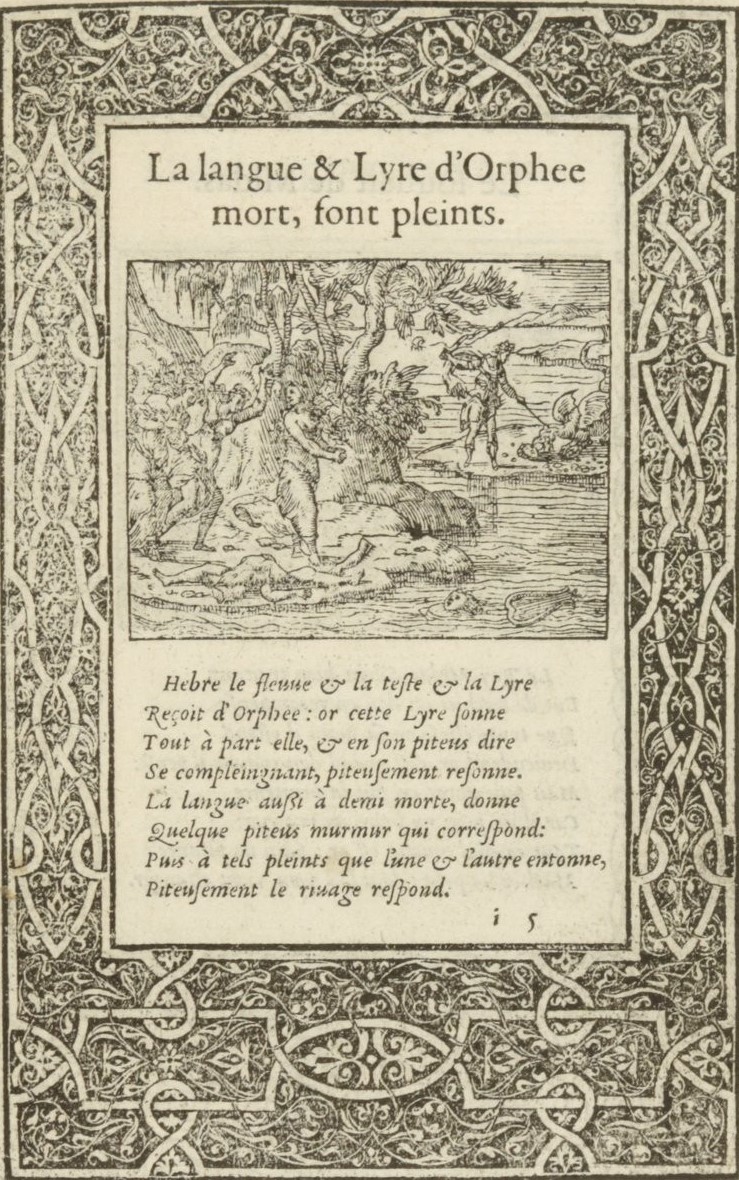 La langue & Lyre d'Orphee
mort, font pleints.
Hebre le fleuue & la teſte & la Lyre
Reçoit d'Orphee : or cette Lyre ſonne
Tout à part elle, & en ſon piteus dire
Se compleingnant, piteuſement reſonne.
La langue auſsi à demi morte, donne
Quelque piteus murmur qui correſpond:
Puis à tels pleints que l'une & l'autre entonne,
Piteuſement le riuage reſpond.
i 5